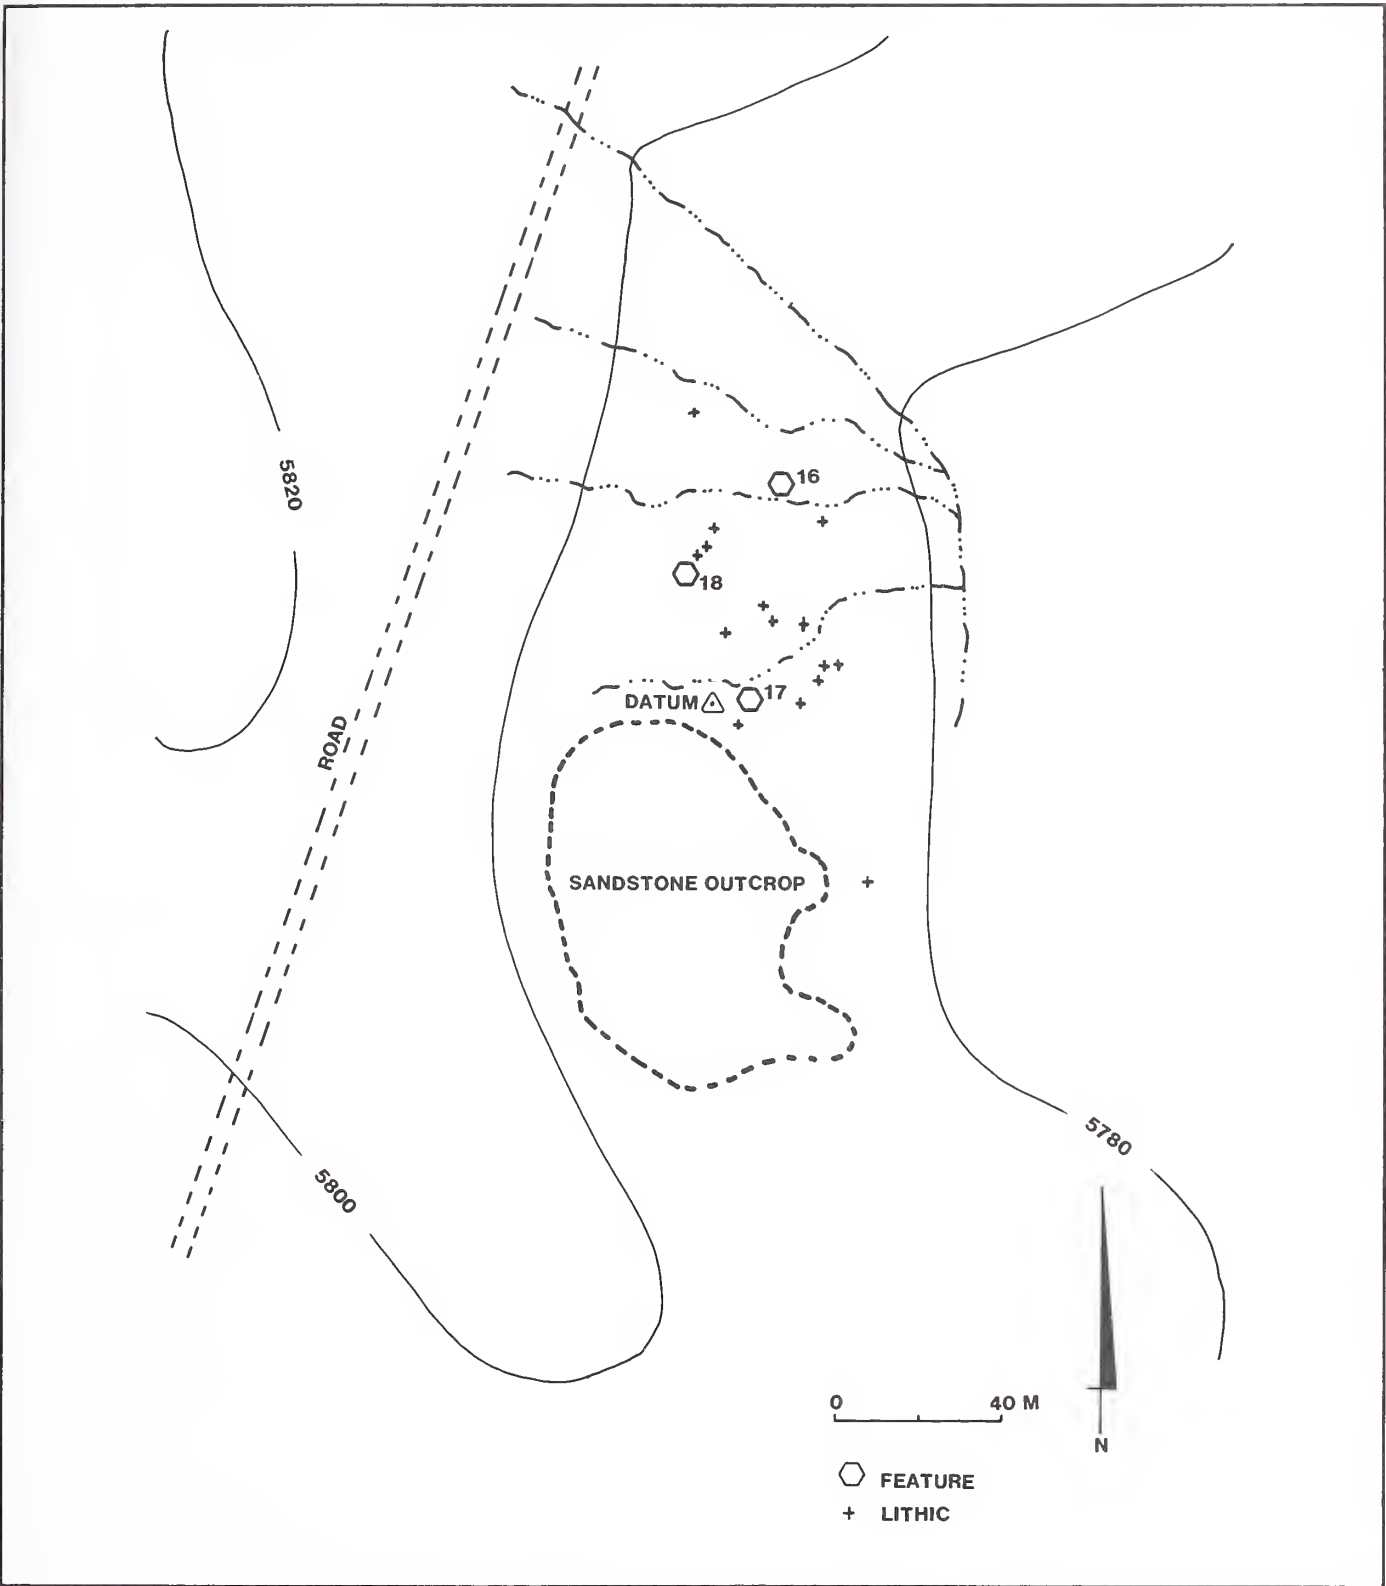 5820
16
18
17
DATUM
ROAD
SANDSTONE OUTCROP
5780
5800
0 40 M
N
FEATURE
+ LITHIC